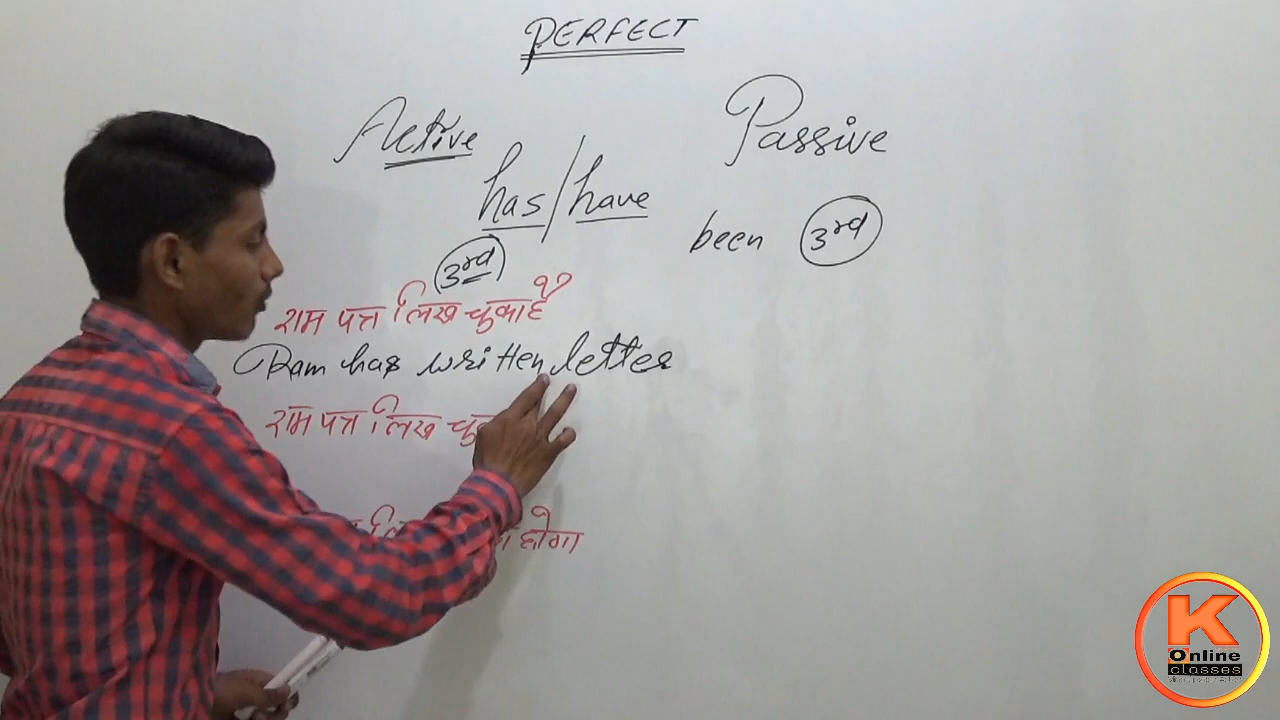 PERFECT
Active
Passive
has/have
been 3rd
3rd
राम पत्र लिख चुका है?
Ram has written letter
राम पत्र लिख
होगा
K
Online
classes